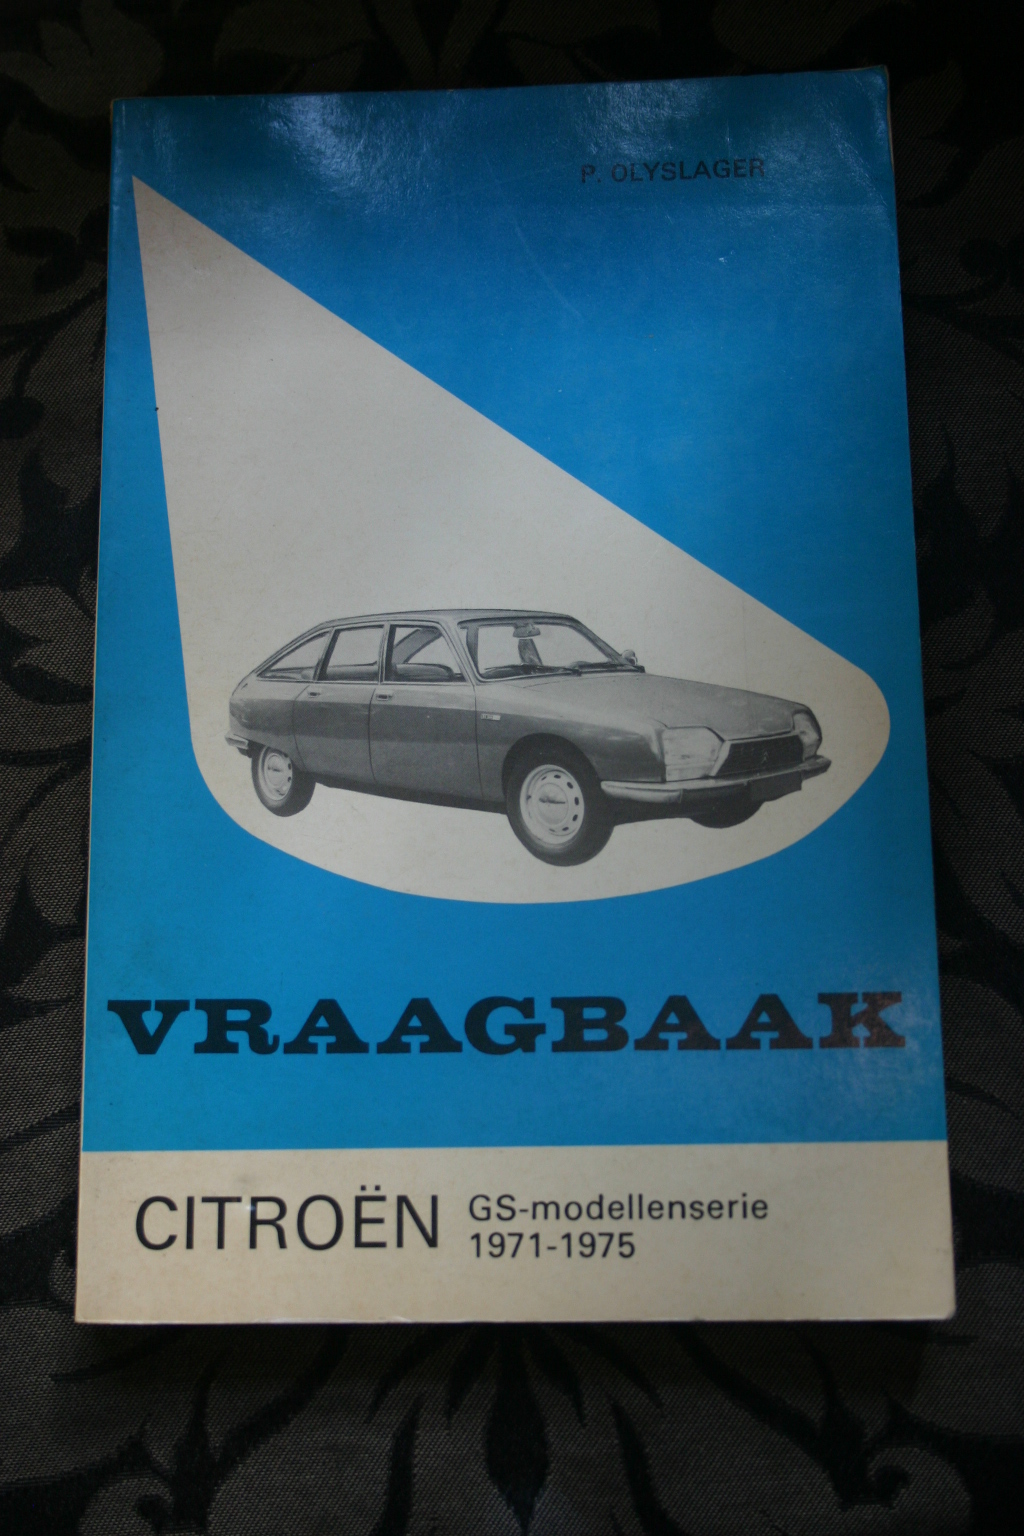 P. OLYSLAGER
VRAAGBAAK
CITROËN
GS-modellenserie
1971-1975